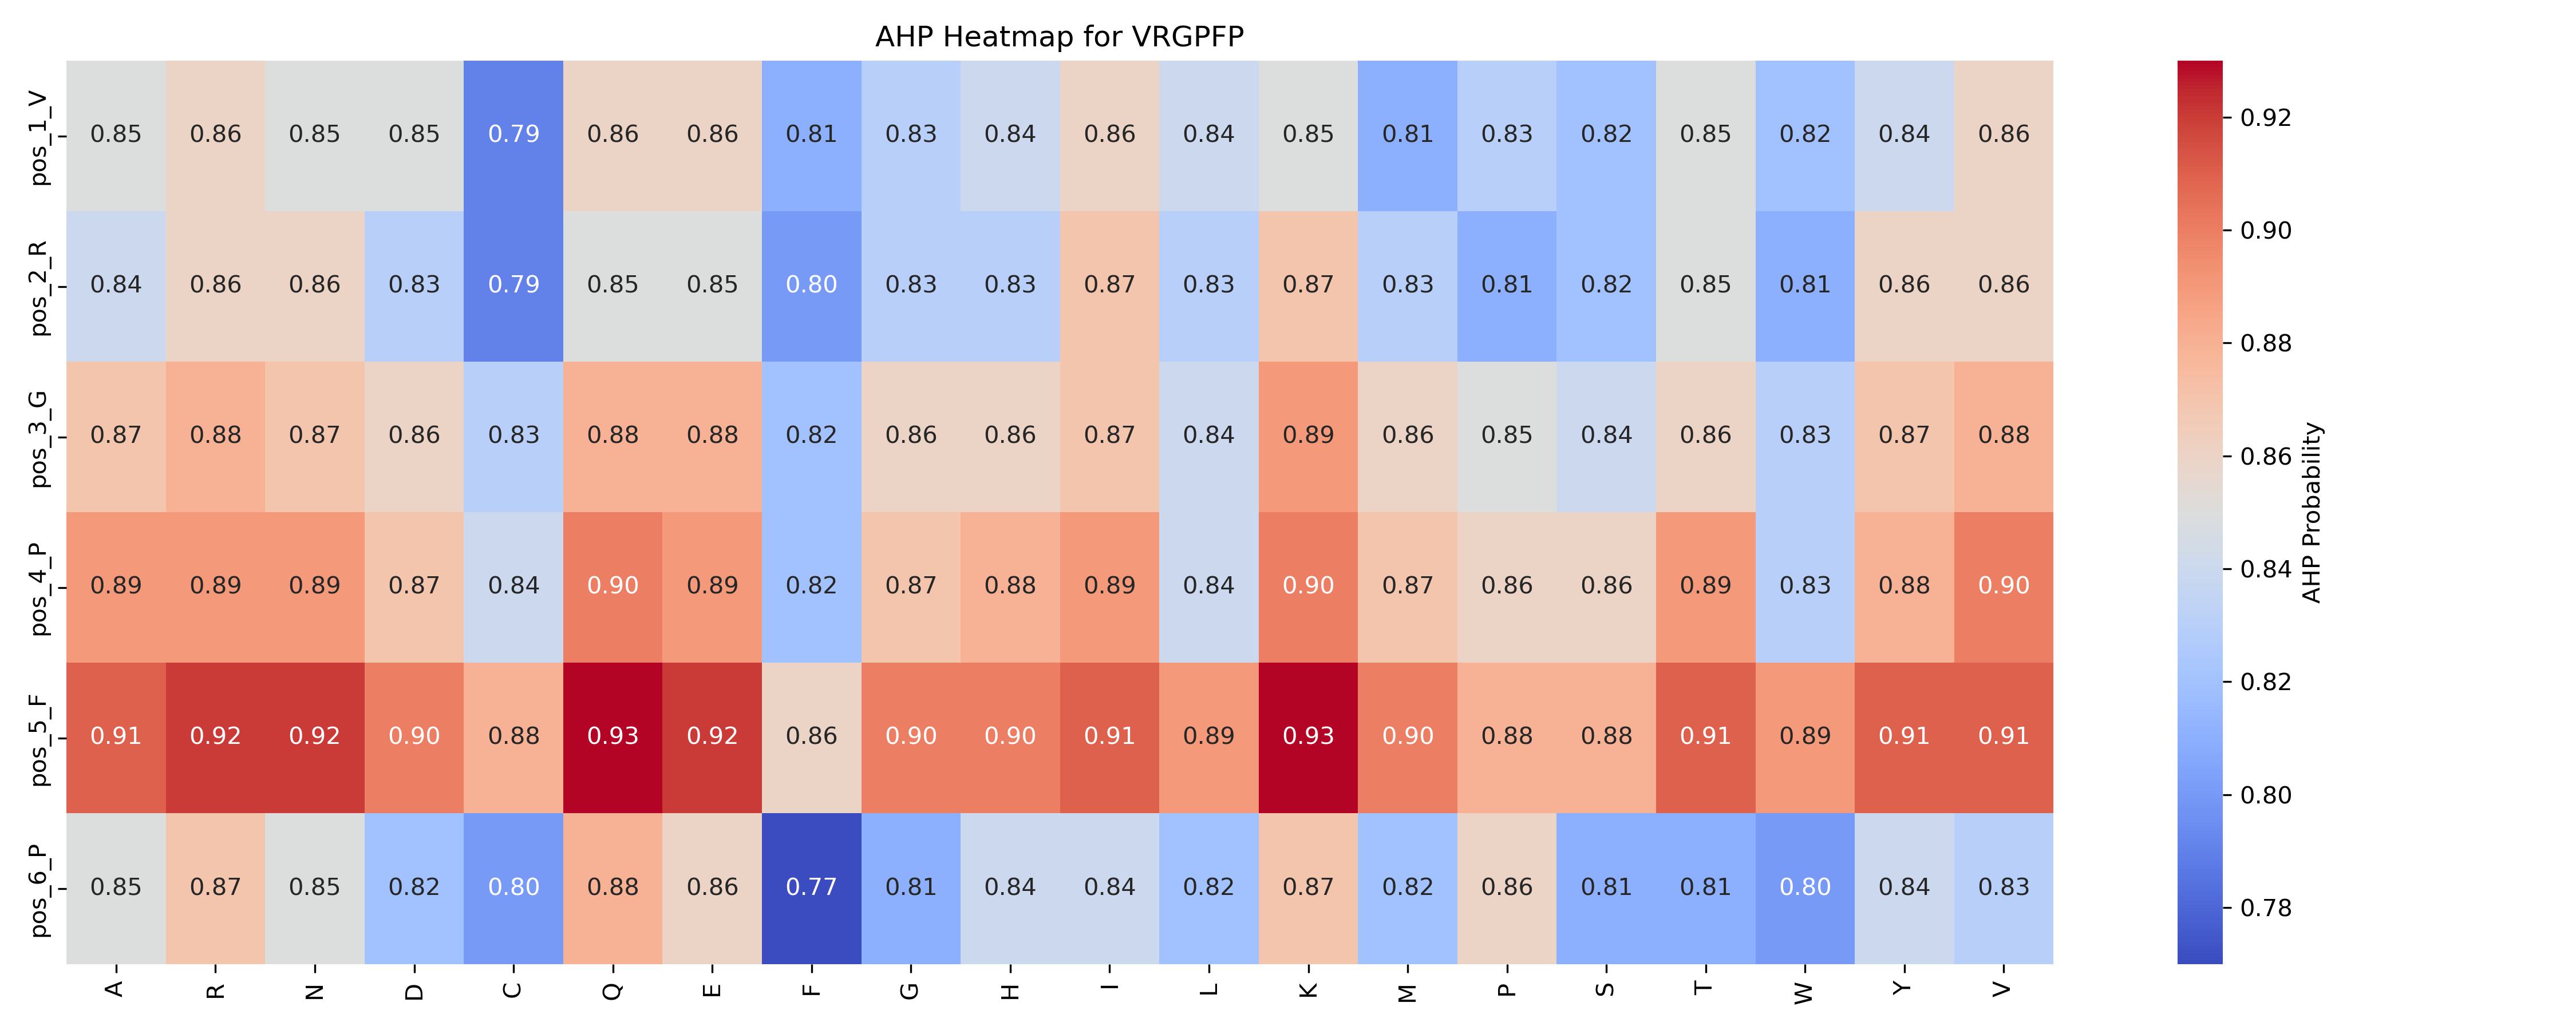 AHP Heatmap for VRGPFP
pos_1_V 0.85 0.86 0.85 0.85 0.79 0.86 0.86 0.81 0.83 0.84 0.86 0.84 0.85 0.81 0.83 0.82 0.85 0.82 0.84 0.86
pos_2_R 0.84 0.86 0.86 0.83 0.79 0.85 0.85 0.80 0.83 0.83 0.87 0.83 0.87 0.83 0.81 0.82 0.85 0.81 0.86 0.86
pos_3_G 0.87 0.88 0.87 0.86 0.83 0.88 0.88 0.82 0.86 0.86 0.87 0.84 0.89 0.86 0.85 0.84 0.86 0.83 0.87 0.88
pos_4_P 0.89 0.89 0.89 0.87 0.84 0.90 0.89 0.82 0.87 0.88 0.89 0.84 0.90 0.87 0.86 0.86 0.89 0.83 0.88 0.90
pos_5_F 0.91 0.92 0.92 0.90 0.88 0.93 0.92 0.86 0.90 0.90 0.91 0.89 0.93 0.90 0.88 0.88 0.91 0.89 0.91 0.91
pos_6_P 0.85 0.87 0.85 0.82 0.80 0.88 0.86 0.77 0.81 0.84 0.84 0.82 0.87 0.82 0.86 0.81 0.81 0.80 0.84 0.83
A R N D C Q E F G H I L K M P S T W Y V
0.92
0.90
0.88
0.86
0.84
0.82
0.80
0.78
AHP Probability